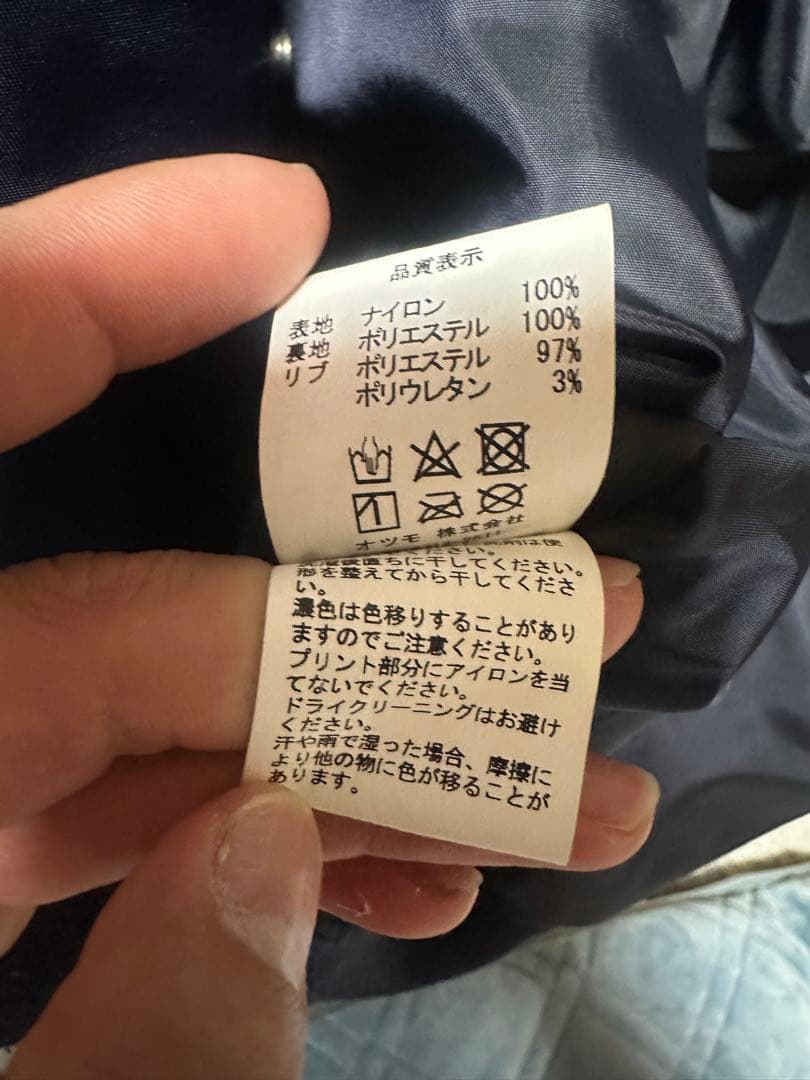 品質表示
表地 ナイロン 100%
裏地 ポリエステル 100%
リブ ポリエステル 97%
ポリウレタン 3%
オツモ 株式会社
ください。
直ちに干してください。
形を整えてから干してくださ
い。
濃色は色移りすることがあり
ますのでご注意ください。
プリント部分にアイロンを当
てないでください。
ドライクリーニングはお避け
ください。
汗や雨で湿った場合、摩擦に
より他の物に色が移ることが
あります。